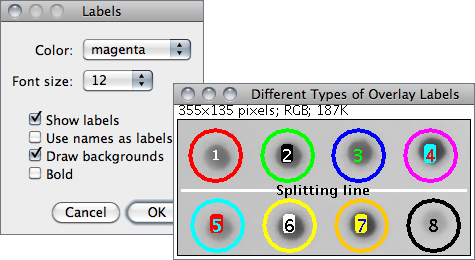 Labels
Color: magenta
Font size: 12
Show labels
Use names as labels
Draw backgrounds
Bold
Cancel OK
Different Types of Overlay Labels
355x135 pixels; RGB; 187K
1 2 3 4
Splitting line
5 6 7 8